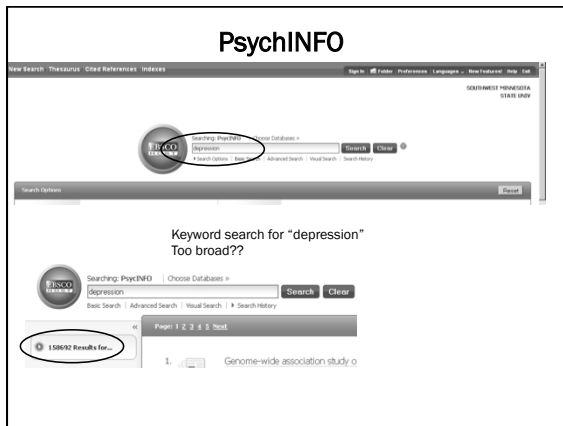 PsychINFO
New Search Thesaurus Cited References Indexes
Sign In Folder Preferences Languages New Features! Help Exit
SOUTHWEST MINNESOTA
STATE UNIV
Searching: PsycINFO Choose Databases »
EBSCO
HOST
depression
Search Clear
Search Options Basic Search Advanced Search Visual Search Search History
Search Options
Reset
Keyword search for "depression"
Too broad??
Searching: PsycINFO Choose Databases »
EBSCO
HOST
depression
Search Clear
Basic Search Advanced Search Visual Search Search History
«
Page: 1 2 3 4 5 Next
158692 Results for...
1. Genome-wide association study o